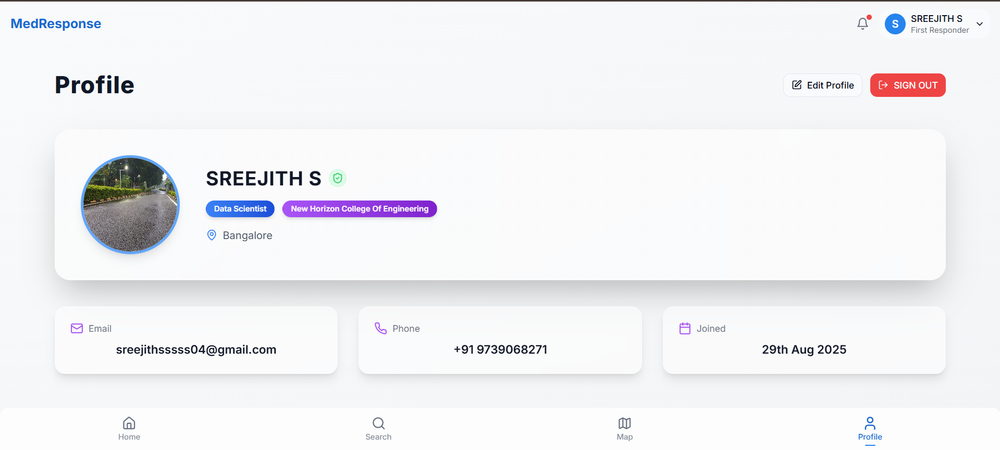 MedResponse
S
SREEJITH S
First Responder
Profile
Edit Profile
SIGN OUT
SREEJITH S
Data Scientist
New Horizon College Of Engineering
Bangalore
Email
sreejithsssss04@gmail.com
Phone
+91 9739068271
Joined
29th Aug 2025
Home
Search
Map
Profile